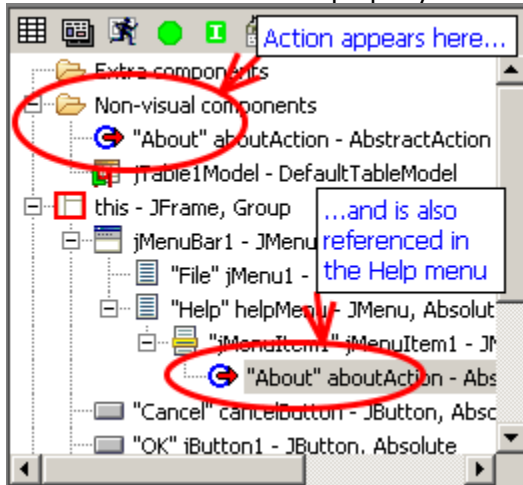 Action appears here...
Extra components
Non-visual components
"About" aboutAction - AbstractAction
jTable1Model - DefaultTableModel
this - JFrame, Group
...and is also
referenced in
the Help menu
jMenuBar1 - JMenu
"File" jMenu1 -
"Help" helpMenu - JMenu, Absolut
"jMenuItem1" jMenuItem1 - JM
"About" aboutAction - Abs
"Cancel" cancelButton - JButton, Absc
"OK" jButton1 - JButton, Absolute